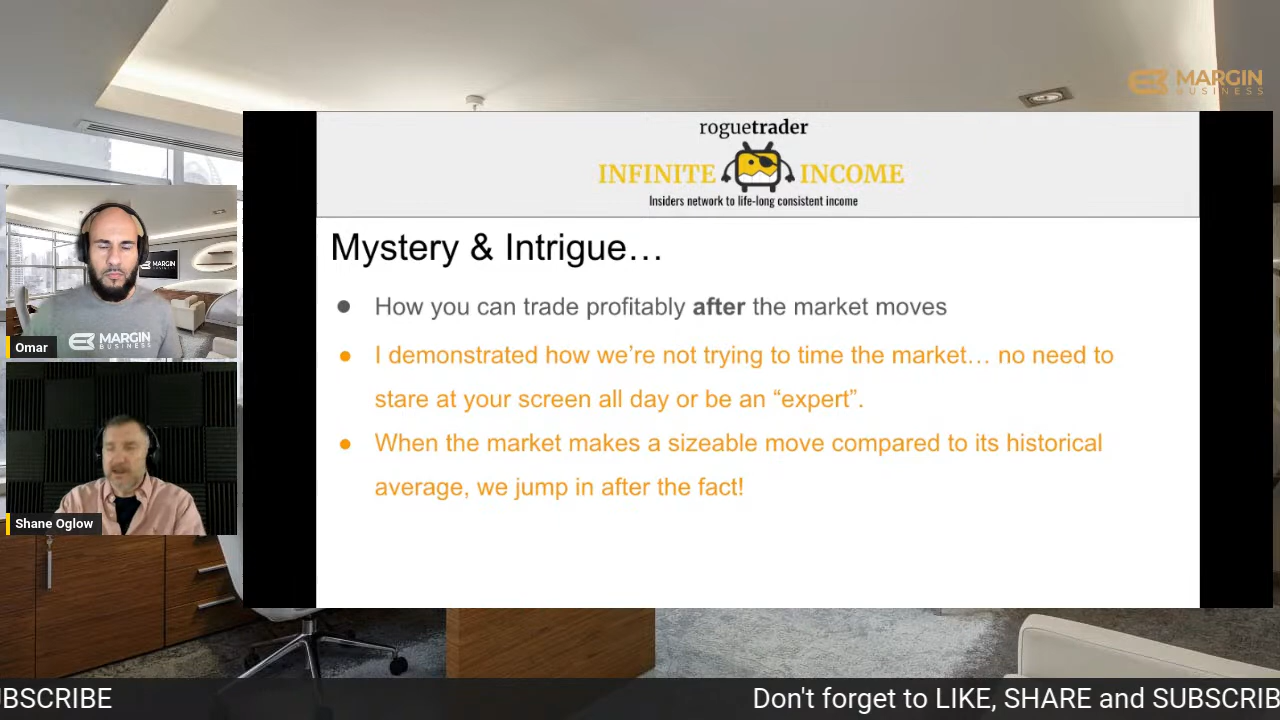 MARGIN
BUSINESS
roguetrader
INFINITE INCOME
Insiders network to life-long consistent income
Mystery & Intrigue…
● How you can trade profitably after the market moves
● I demonstrated how we’re not trying to time the market… no need to
stare at your screen all day or be an “expert”.
● When the market makes a sizeable move compared to its historical
average, we jump in after the fact!
MARGIN
MARGIN
BUSINESS
Omar
Shane Oglow
UBSCRIBE
Don't forget to LIKE, SHARE and SUBSCRIB